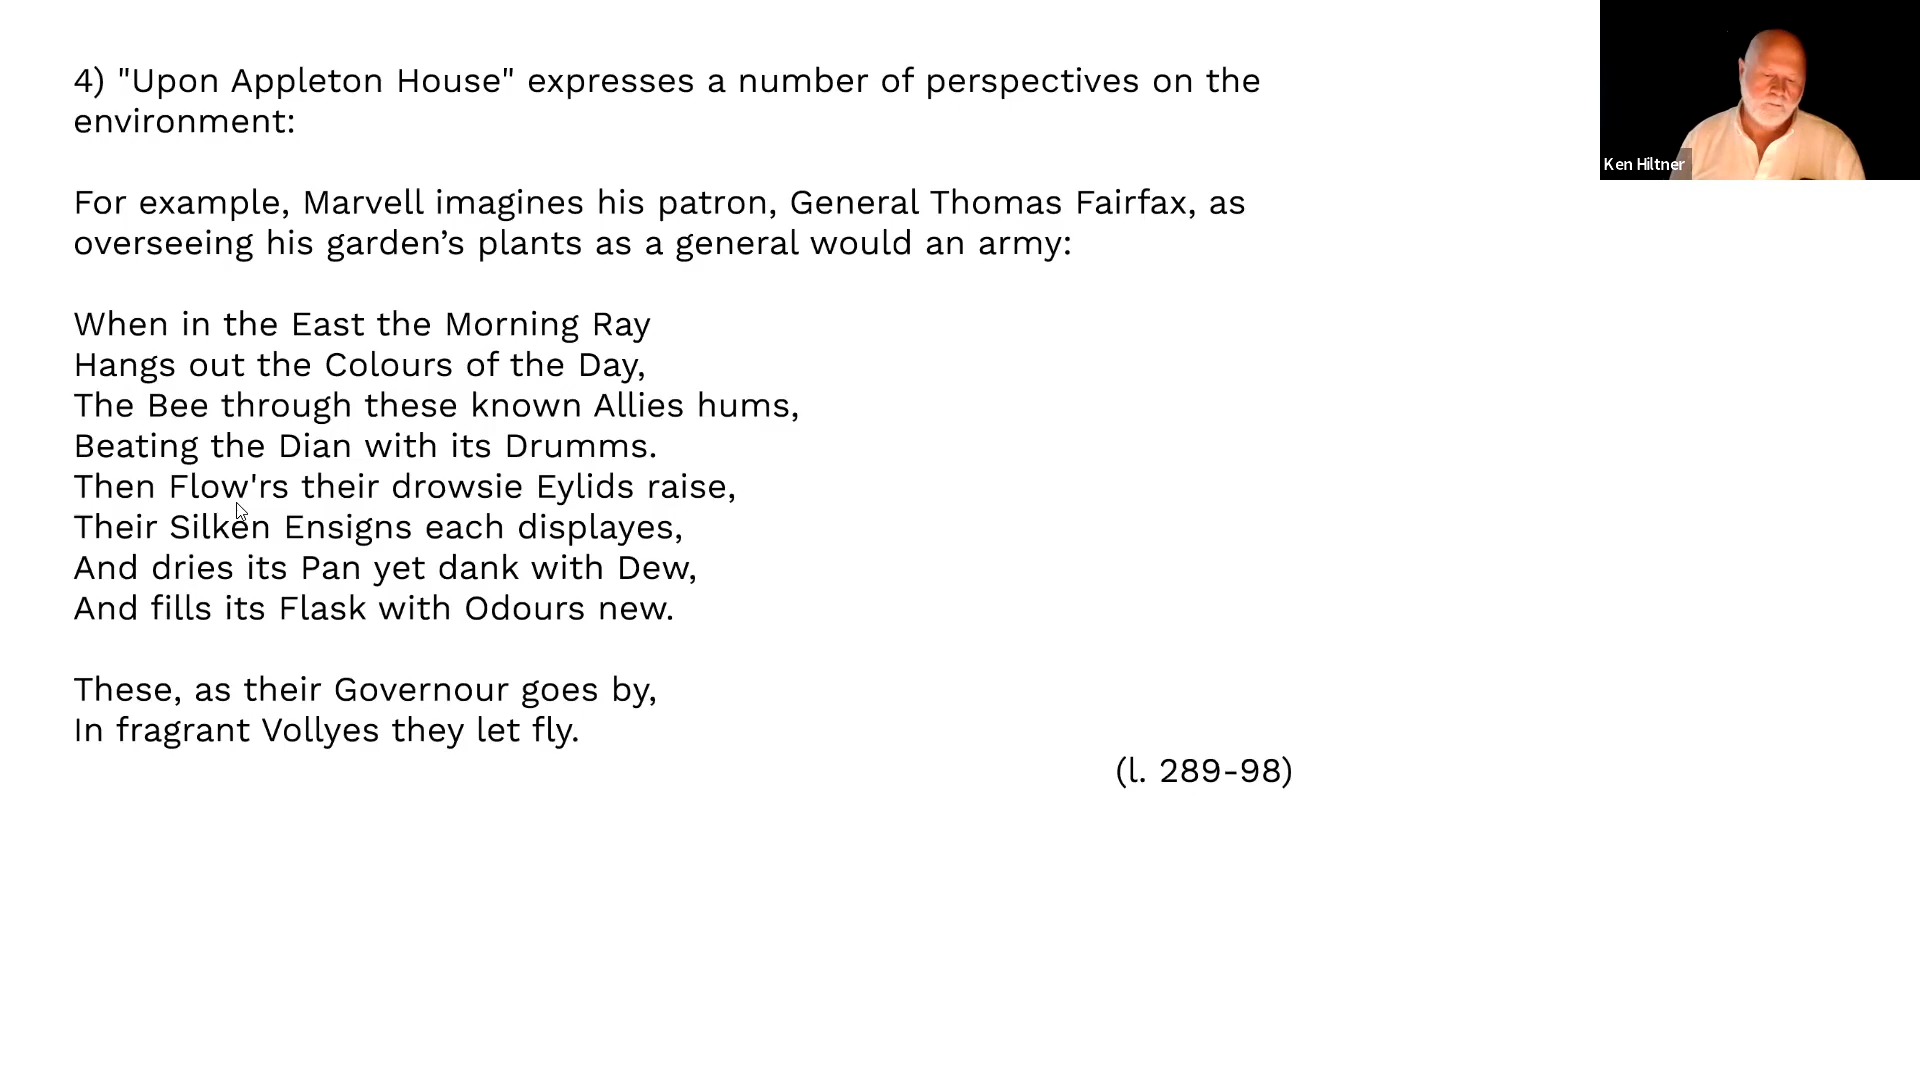 4) "Upon Appleton House" expresses a number of perspectives on the
environment:
For example, Marvell imagines his patron, General Thomas Fairfax, as
overseeing his garden’s plants as a general would an army:
When in the East the Morning Ray
Hangs out the Colours of the Day,
The Bee through these known Allies hums,
Beating the Dian with its Drumms.
Then Flow'rs their drowsie Eylids raise,
Their Silken Ensigns each displayes,
And dries its Pan yet dank with Dew,
And fills its Flask with Odours new.
These, as their Governour goes by,
In fragrant Vollyes they let fly.
(l. 289-98)
Ken Hiltner